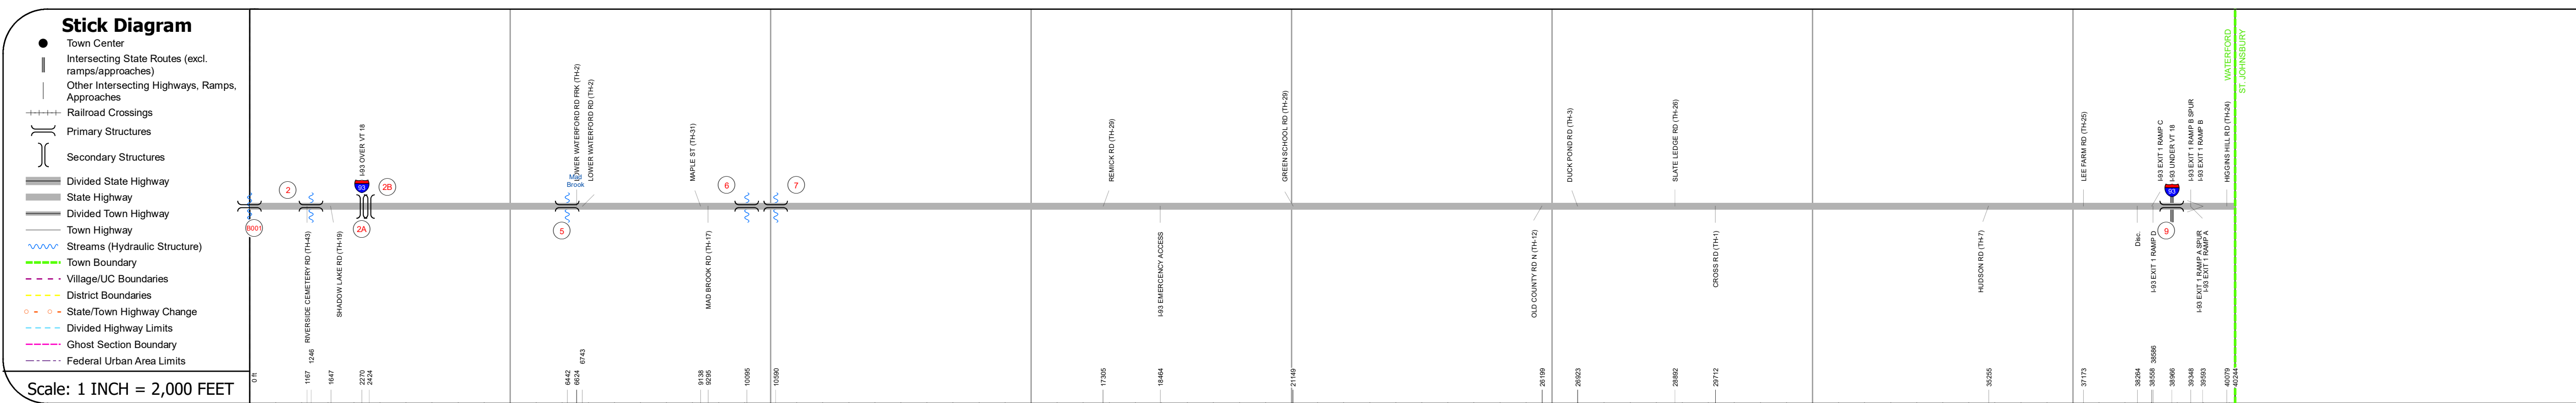 Stick Diagram
Town Center
Intersecting State Routes (excl.
ramps/approaches)
Other Intersecting Highways, Ramps,
Approaches
Railroad Crossings
Primary Structures
Secondary Structures
Divided State Highway
State Highway
Divided Town Highway
Town Highway
Streams (Hydraulic Structure)
Town Boundary
Village/UC Boundaries
District Boundaries
State/Town Highway Change
Divided Highway Limits
Ghost Section Boundary
Federal Urban Area Limits
Scale: 1 INCH = 2,000 FEET
B001
2
I-93 OVER VT 18
93
2B
2A
RIVERSIDE CEMETERY RD (TH-43)
SHADOW LAKE RD (TH-19)
LOWER WATERFORD RD FRK (TH-2)
LOWER WATERFORD RD (TH-2)
Mad
Brook
5
MAPLE ST (TH-31)
MAD BROOK RD (TH-17)
6
7
REMICK RD (TH-29)
I-93 EMERCENCY ACCESS
GREEN SCHOOL RD (TH-29)
OLD COUNTY RD N (TH-12)
DUCK POND RD (TH-3)
SLATE LEDGE RD (TH-26)
CROSS RD (TH-1)
HUDSON RD (TH-7)
LEE FARM RD (TH-25)
Disc.
I-93 EXIT 1 RAMP C
I-93 UNDER VT 18
I-93 EXIT 1 RAMP B SPUR
I-93 EXIT 1 RAMP B
93
9
I-93 EXIT 1 RAMP D
I-93 EXIT 1 RAMP A SPUR
I-93 EXIT 1 RAMP A
HIGGINS HILL RD (TH-24)
WATERFORD
ST. JOHNSBURY
0 ft
1167
1246
1647
2270
2424
6442
6624
6743
9138
9295
10095
10590
17305
18464
21149
26199
26923
28892
29712
35255
37173
38264
38558
38586
38966
39348
39593
40079
40244